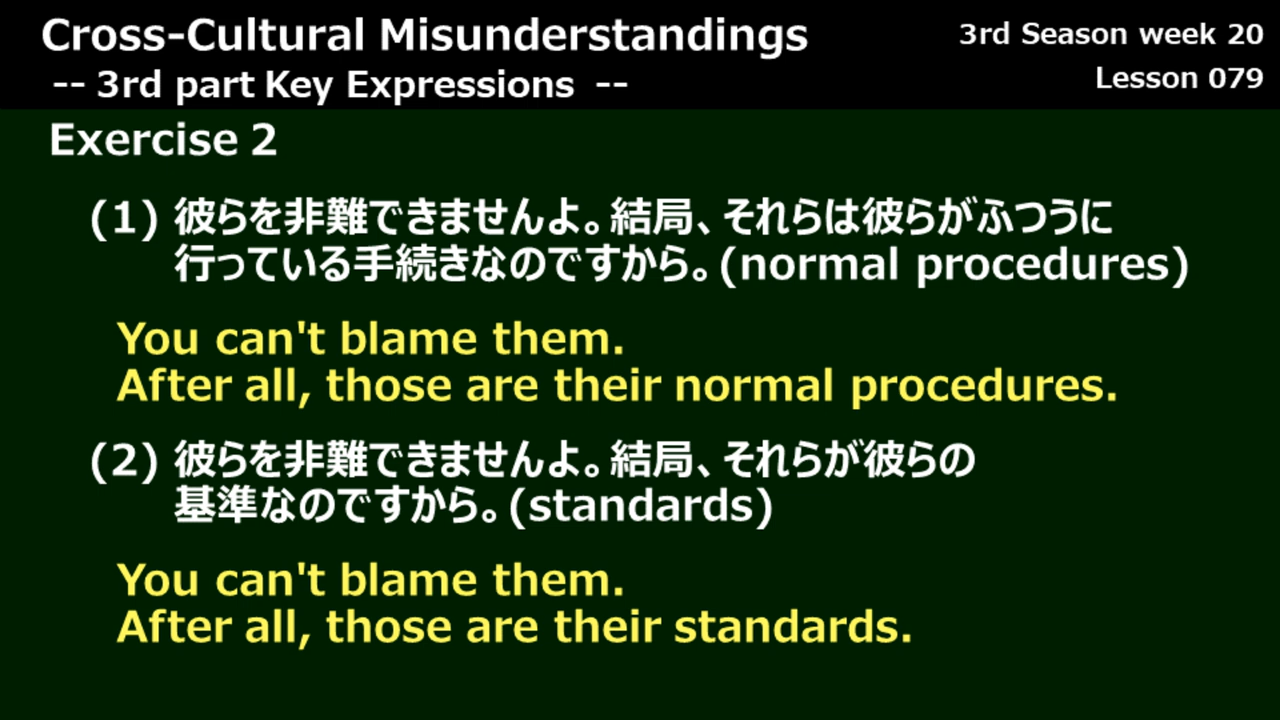 Cross-Cultural Misunderstandings
3rd Season week 20
-- 3rd part Key Expressions --
Lesson 079
Exercise 2
(1) 彼らを非難できませんよ。結局、それらは彼らがふつうに
行っている手続きなのですから。(normal procedures)
You can't blame them.
After all, those are their normal procedures.
(2) 彼らを非難できませんよ。結局、それらが彼らの
基準なのですから。(standards)
You can't blame them.
After all, those are their standards.